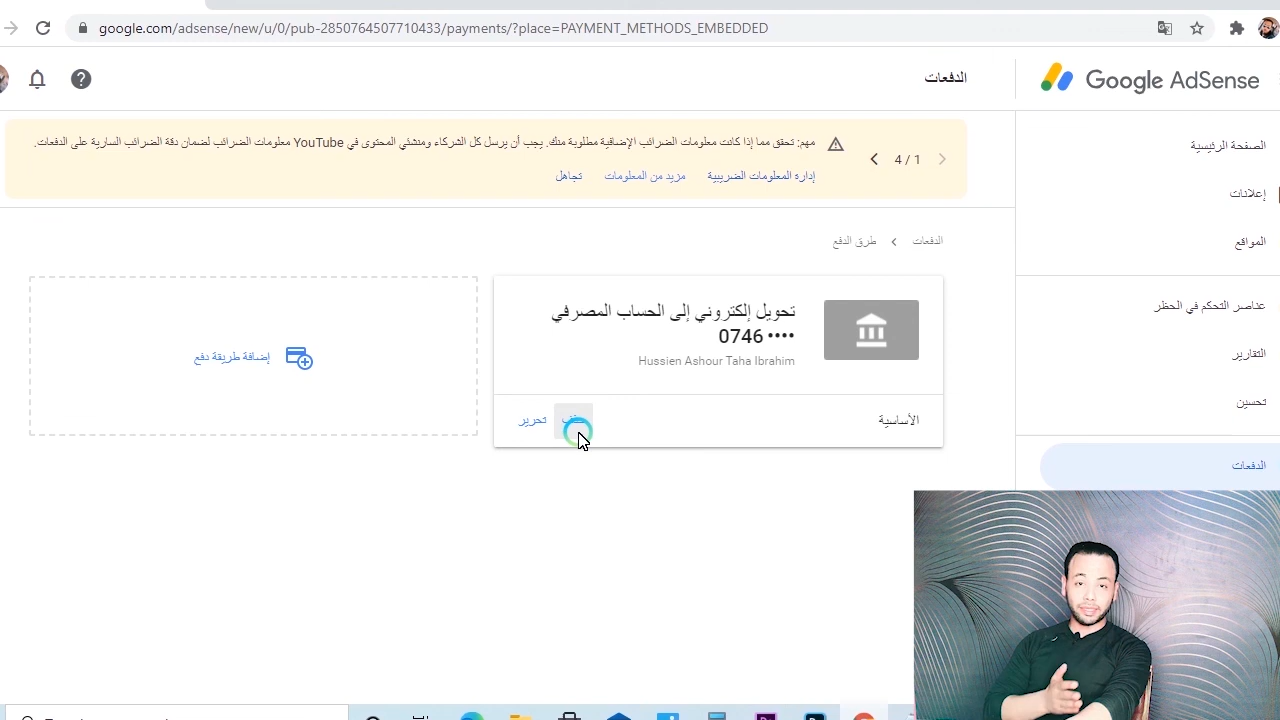 google.com/adsense/new/u/0/pub-2850764507710433/payments/?place=PAYMENT_METHODS_EMBEDDED
Google AdSense
الدفعات
مهم: تحقق مما إذا كانت معلومات الضرائب الإضافية مطلوبة منك. يجب أن يرسل كل الشركاء ومنشئي المحتوى في YouTube معلومات الضرائب لضمان دقة الضرائب السارية على الدفعات.
إدارة المعلومات الضريبية
مزيد من المعلومات
تجاهل
4 / 1
الصفحة الرئيسية
إعلانات
المواقع
عناصر التحكم في الحظر
التقارير
تحسين
الدفعات
الدفعات
طرق الدفع
تحويل إلكتروني إلى الحساب المصرفي
•••• 0746
Hussien Ashour Taha Ibrahim
الأساسية
تحرير
إضافة طريقة دفع